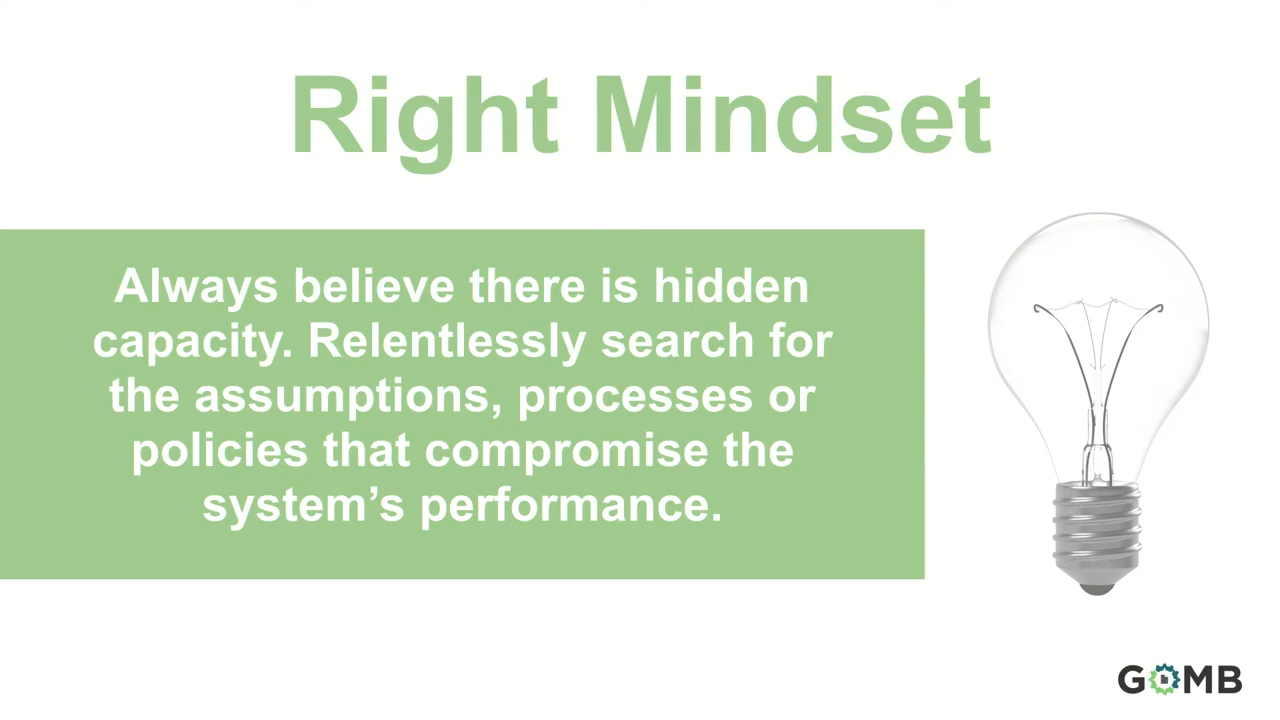 Right Mindset
Always believe there is hidden
capacity. Relentlessly search for
the assumptions, processes or
policies that compromise the
system’s performance.
GOMB